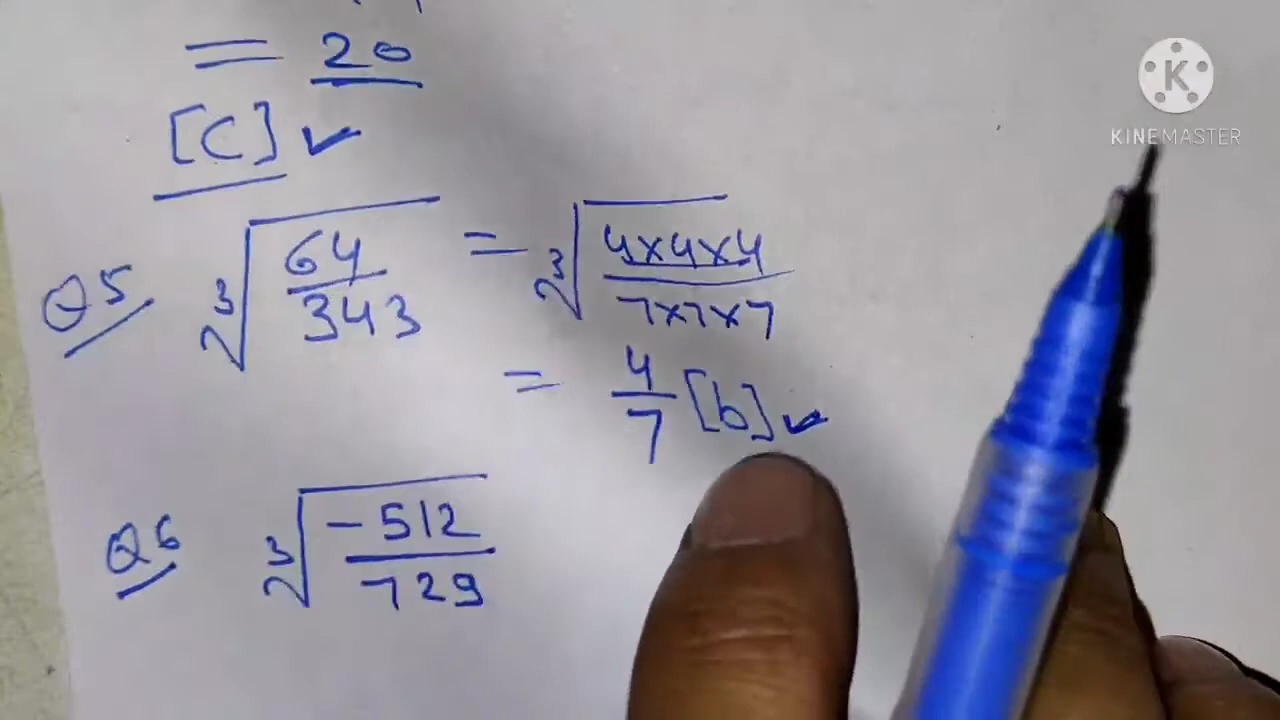 = 20
[C] ✓
Q5 ∛(64/343) = ∛(4×4×4/7×7×7)
= 4/7 [b] ✓
Q6 ∛(-512/729)
K
KINEMASTER